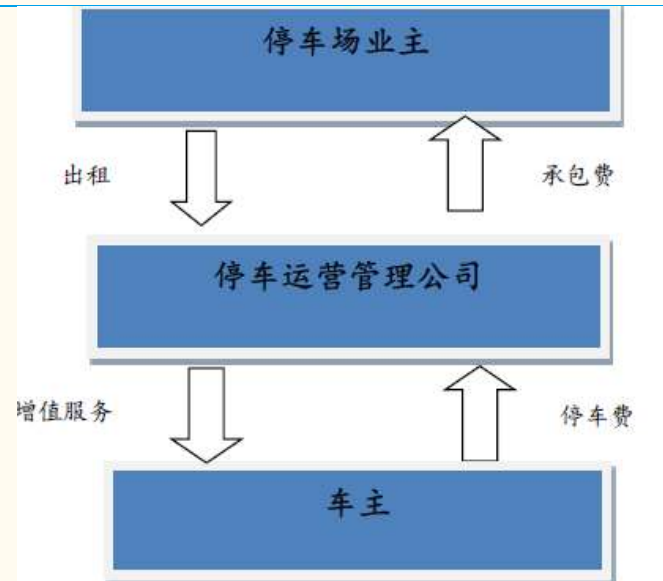 停车场业主
出租
承包费
停车运营管理公司
增值服务
停车费
车主